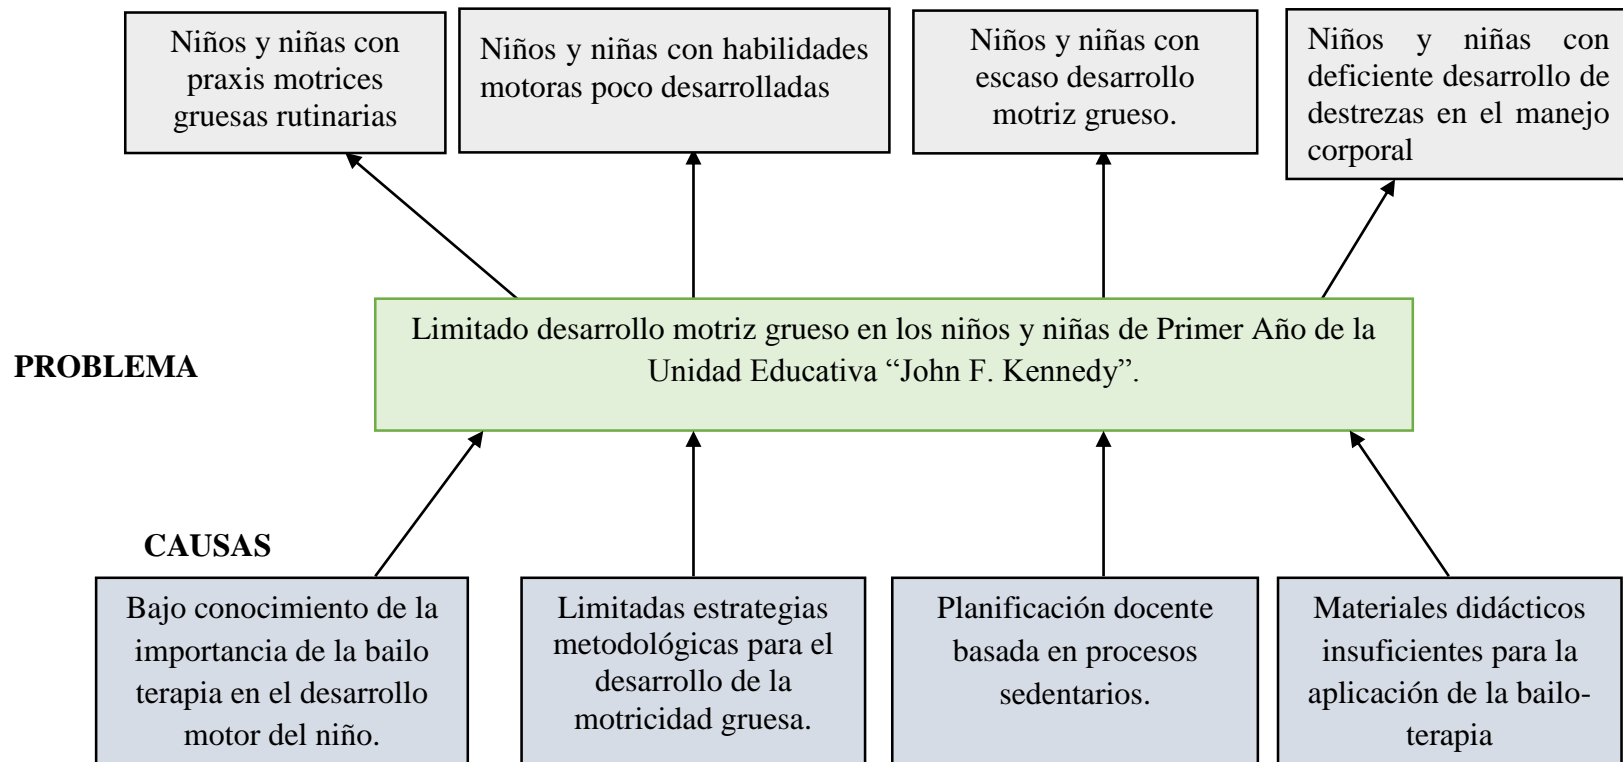 Niños y niñas con
praxis motrices
gruesas rutinarias
Niños y niñas con habilidades
motoras poco desarrolladas
Niños y niñas con
escaso desarrollo
motriz grueso.
Niños y niñas con
deficiente desarrollo de
destrezas en el manejo
corporal
Limitado desarrollo motriz grueso en los niños y niñas de Primer Año de la
Unidad Educativa “John F. Kennedy”.
PROBLEMA
CAUSAS
Bajo conocimiento de la
importancia de la bailo
terapia en el desarrollo
motor del niño.
Limitadas estrategias
metodológicas para el
desarrollo de la
motricidad gruesa.
Planificación docente
basada en procesos
sedentarios.
Materiales didácticos
insuficientes para la
aplicación de la bailo-
terapia